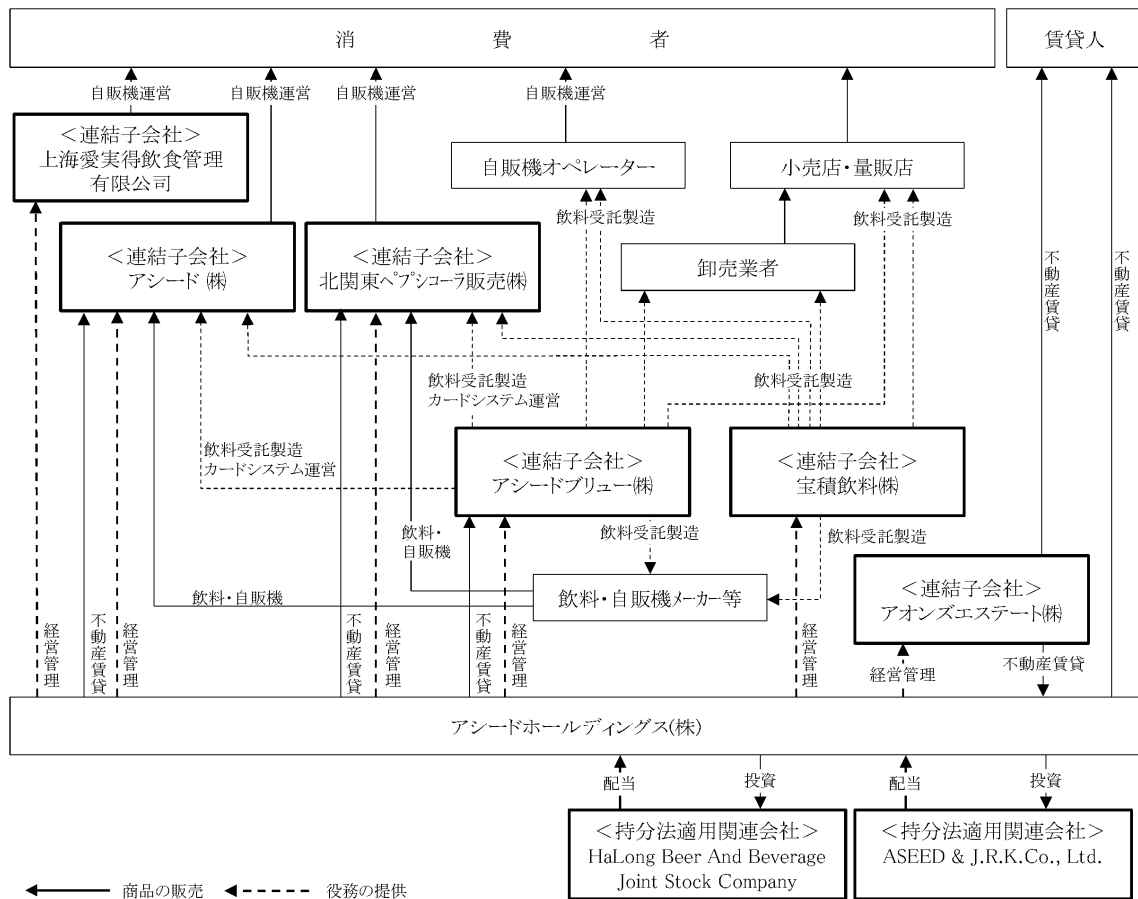 消費者
賃貸人
自販機運営
自販機運営
自販機運営
自販機運営
＜連結子会社＞
上海愛実得飲食管理
有限公司
自販機オペレーター
小売店・量販店
飲料受託製造
飲料受託製造
＜連結子会社＞
アシード㈱
＜連結子会社＞
北関東ペプシコーラ販売㈱
卸売業者
不動産賃貸
不動産賃貸
飲料受託製造
カードシステム運営
飲料受託製造
飲料受託製造
カードシステム運営
＜連結子会社＞
アシードブリュー㈱
＜連結子会社＞
宝積飲料㈱
飲料・
自販機
飲料受託製造
飲料受託製造
飲料・自販機
飲料・自販機メーカー等
＜連結子会社＞
アオンズエステート㈱
経営管理
不動産賃貸
経営管理
不動産賃貸
経営管理
不動産賃貸
経営管理
経営管理
経営管理
不動産賃貸
アシードホールディングス(株)
配当
投資
配当
投資
＜持分法適用関連会社＞
HaLong Beer And Beverage
Joint Stock Company
＜持分法適用関連会社＞
ASEED & J.R.K.Co., Ltd.
商品の販売
役務の提供